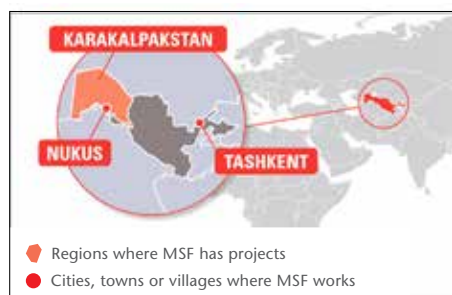 KARAKALPAKSTAN
NUKUS
TASHKENT
Regions where MSF has projects
Cities, towns or villages where MSF works